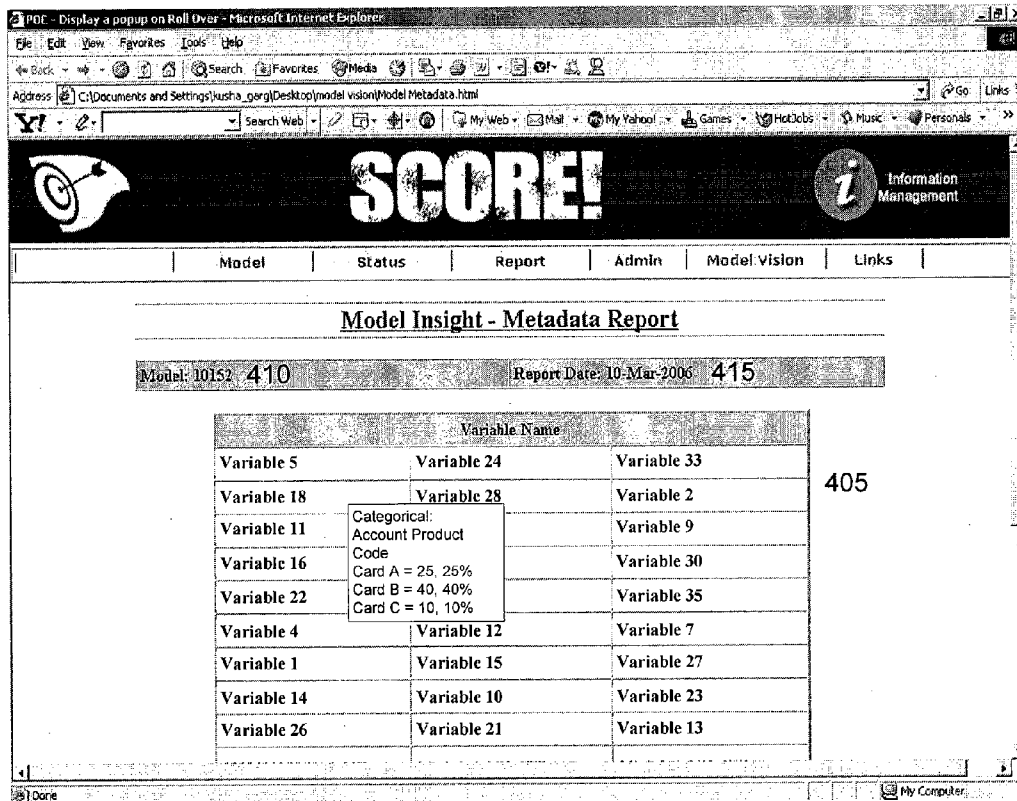 POC - Display a popup on Roll Over - Microsoft Internet Explorer
File Edit View Favorites Tools Help
Back Search Favorites Media
Address C:\Documents and Settings\kusha_garg\Desktop\model vision\Model Metadata.html Go Links
Y! Search Web My Web Mail My Yahoo! Games HotJobs Music Personals »
SCORE!
i Information Management
Model Status Report Admin Model Vision Links
Model Insight - Metadata Report
Model: 10152 410 Report Date: 10-Mar-2006 415
Variable Name
Variable 5 Variable 24 Variable 33
405
Variable 18 Variable 28 Variable 2
Categorical:
Account Product
Code
Card A = 25, 25%
Card B = 40, 40%
Card C = 10, 10%
Variable 11 Variable 9
Variable 16 Variable 30
Variable 22 Variable 35
Variable 4 Variable 12 Variable 7
Variable 1 Variable 15 Variable 27
Variable 14 Variable 10 Variable 23
Variable 26 Variable 21 Variable 13
Done My Computer